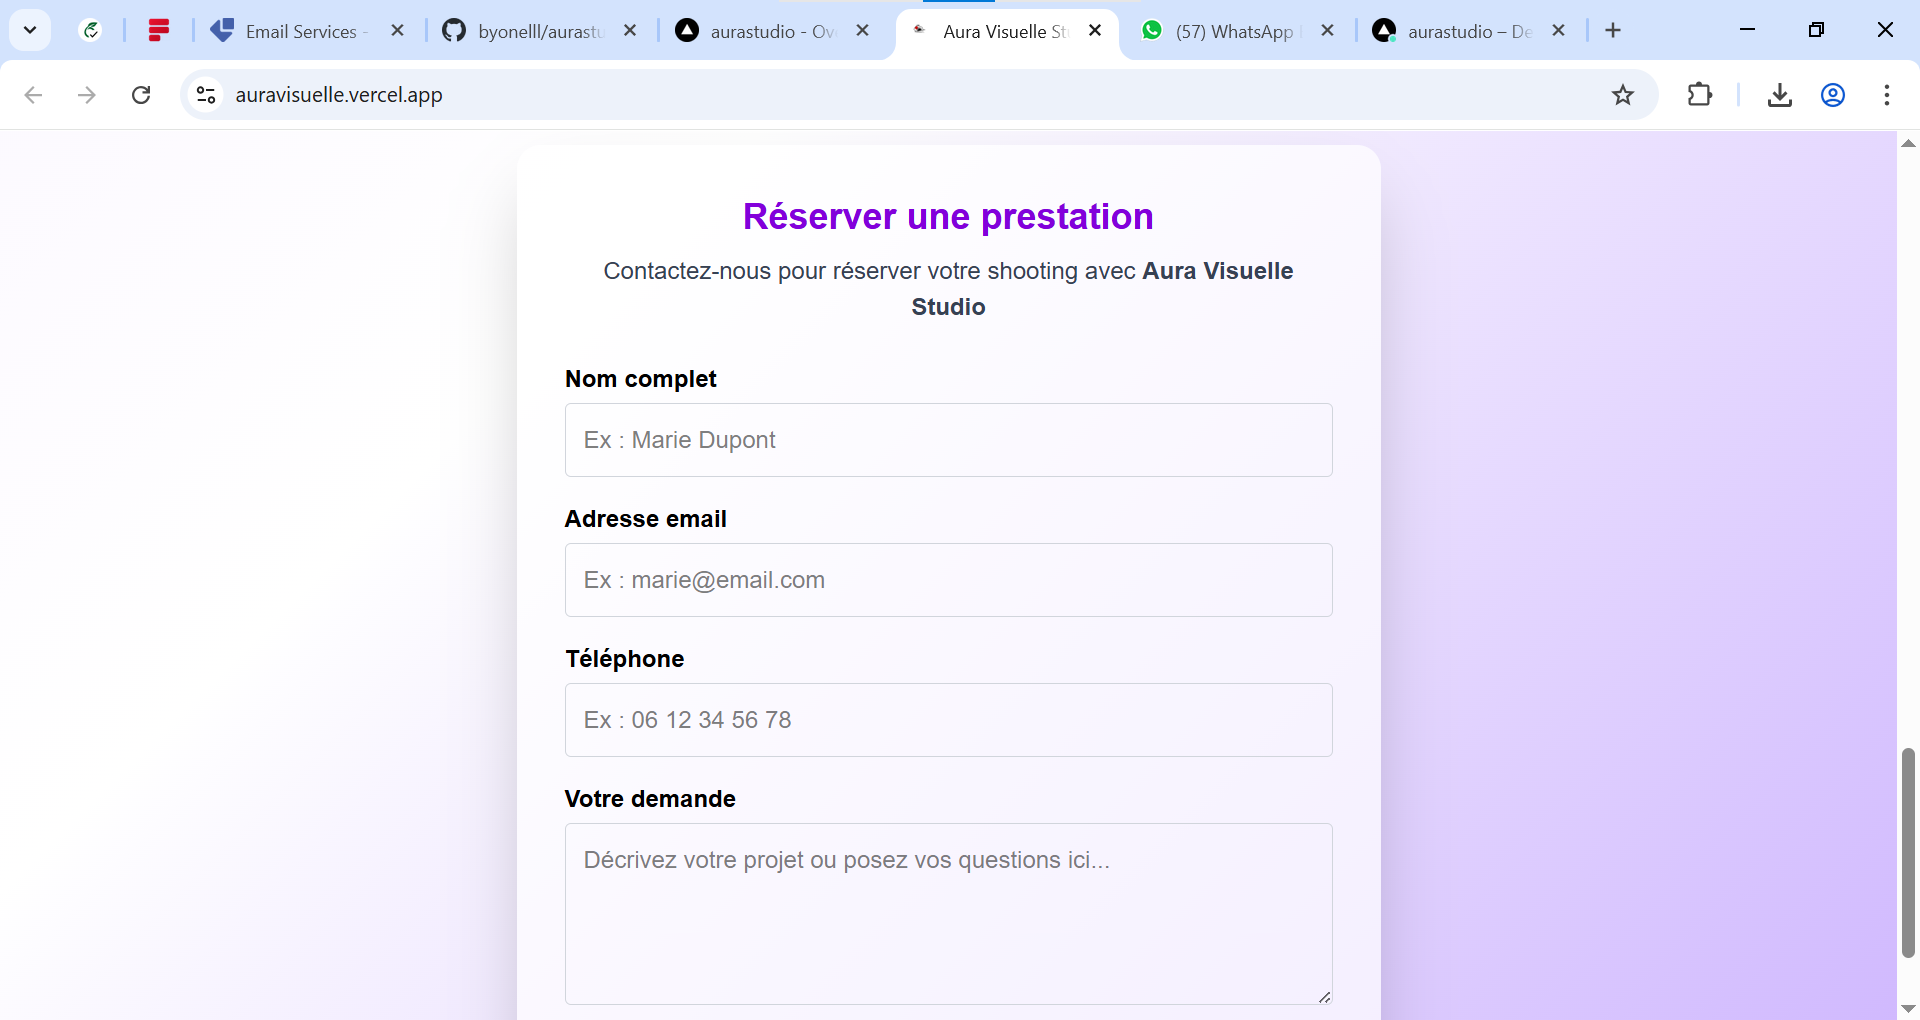 Email Services -
byonelll/aurastu
aurastudio - Ov
Aura Visuelle St
(57) WhatsApp
aurastudio – De
auravisuelle.vercel.app
Réserver une prestation
Contactez-nous pour réserver votre shooting avec Aura Visuelle
Studio
Nom complet
Ex : Marie Dupont
Adresse email
Ex : marie@email.com
Téléphone
Ex : 06 12 34 56 78
Votre demande
Décrivez votre projet ou posez vos questions ici...